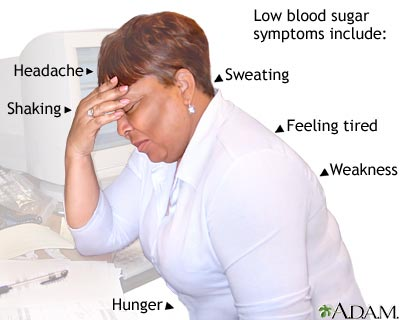 Low blood sugar
symptoms include:
Headache
Sweating
Shaking
Feeling tired
Weakness
Hunger
A.D.A.M.